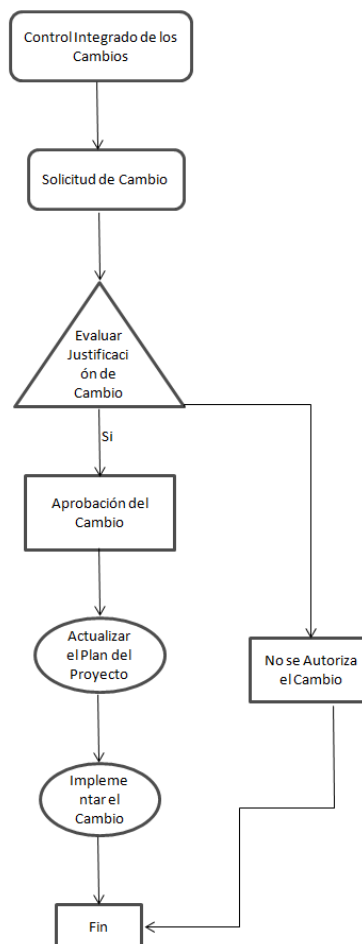 Control Integrado de los
Cambios
Solicitud de Cambio
Evaluar
Justificaci
ón de
Cambio
Si
Aprobación del
Cambio
Actualizar
el Plan del
Proyecto
No se Autoriza
el Cambio
Impleme
ntar el
Cambio
Fin